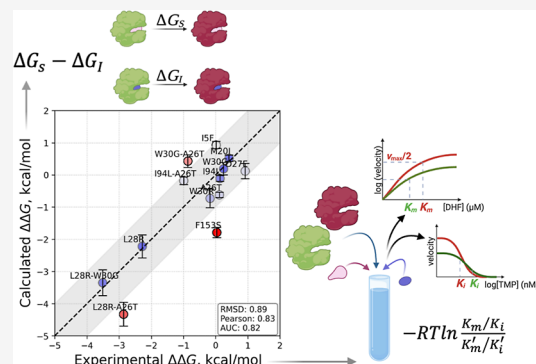 ΔG_S
ΔG_S − ΔG_I
ΔG_I
Calculated ΔΔG, kcal/mol
2
1
0
−1
−2
−3
−4
−5
I5F
W30G-A26T
M20I
W30G
D27E
I94L
I94L-A26T
A26T
W30R
F153S
L28R
L28R-W30G
L28R-A26T
RMSD: 0.89
Pearson: 0.83
AUC: 0.82
−5 −4 −3 −2 −1 0 1 2
Experimental ΔΔG, kcal/mol
log(velocity)
v_max/2
[DHF] (μM)
K_m K_m
velocity
log[TMP] (nM)
K_i K_i
−RTln K_m/K_i
K′_m/K′_i